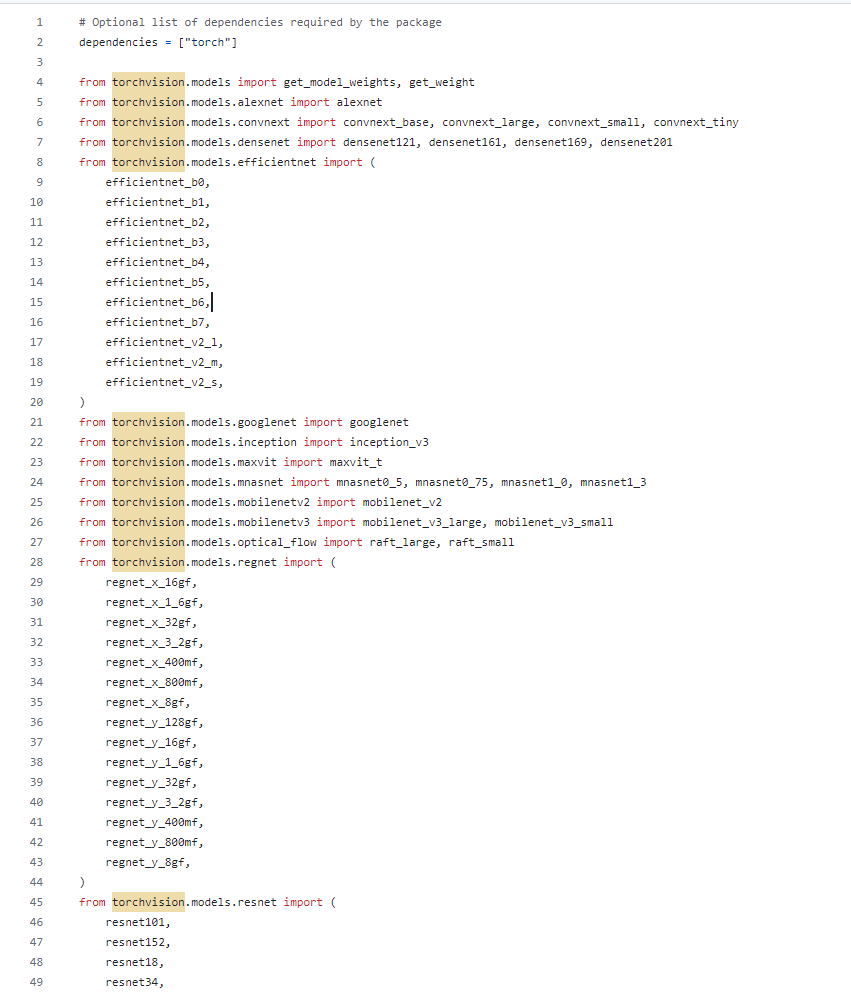 1 # Optional list of dependencies required by the package
2 dependencies = ["torch"]
3
4 from torchvision.models import get_model_weights, get_weight
5 from torchvision.models.alexnet import alexnet
6 from torchvision.models.convnext import convnext_base, convnext_large, convnext_small, convnext_tiny
7 from torchvision.models.densenet import densenet121, densenet161, densenet169, densenet201
8 from torchvision.models.efficientnet import (
9     efficientnet_b0,
10     efficientnet_b1,
11     efficientnet_b2,
12     efficientnet_b3,
13     efficientnet_b4,
14     efficientnet_b5,
15     efficientnet_b6,
16     efficientnet_b7,
17     efficientnet_v2_l,
18     efficientnet_v2_m,
19     efficientnet_v2_s,
20 )
21 from torchvision.models.googlenet import googlenet
22 from torchvision.models.inception import inception_v3
23 from torchvision.models.maxvit import maxvit_t
24 from torchvision.models.mnasnet import mnasnet0_5, mnasnet0_75, mnasnet1_0, mnasnet1_3
25 from torchvision.models.mobilenetv2 import mobilenet_v2
26 from torchvision.models.mobilenetv3 import mobilenet_v3_large, mobilenet_v3_small
27 from torchvision.models.optical_flow import raft_large, raft_small
28 from torchvision.models.regnet import (
29     regnet_x_16gf,
30     regnet_x_1_6gf,
31     regnet_x_32gf,
32     regnet_x_3_2gf,
33     regnet_x_400mf,
34     regnet_x_800mf,
35     regnet_x_8gf,
36     regnet_y_128gf,
37     regnet_y_16gf,
38     regnet_y_1_6gf,
39     regnet_y_32gf,
40     regnet_y_3_2gf,
41     regnet_y_400mf,
42     regnet_y_800mf,
43     regnet_y_8gf,
44 )
45 from torchvision.models.resnet import (
46     resnet101,
47     resnet152,
48     resnet18,
49     resnet34,